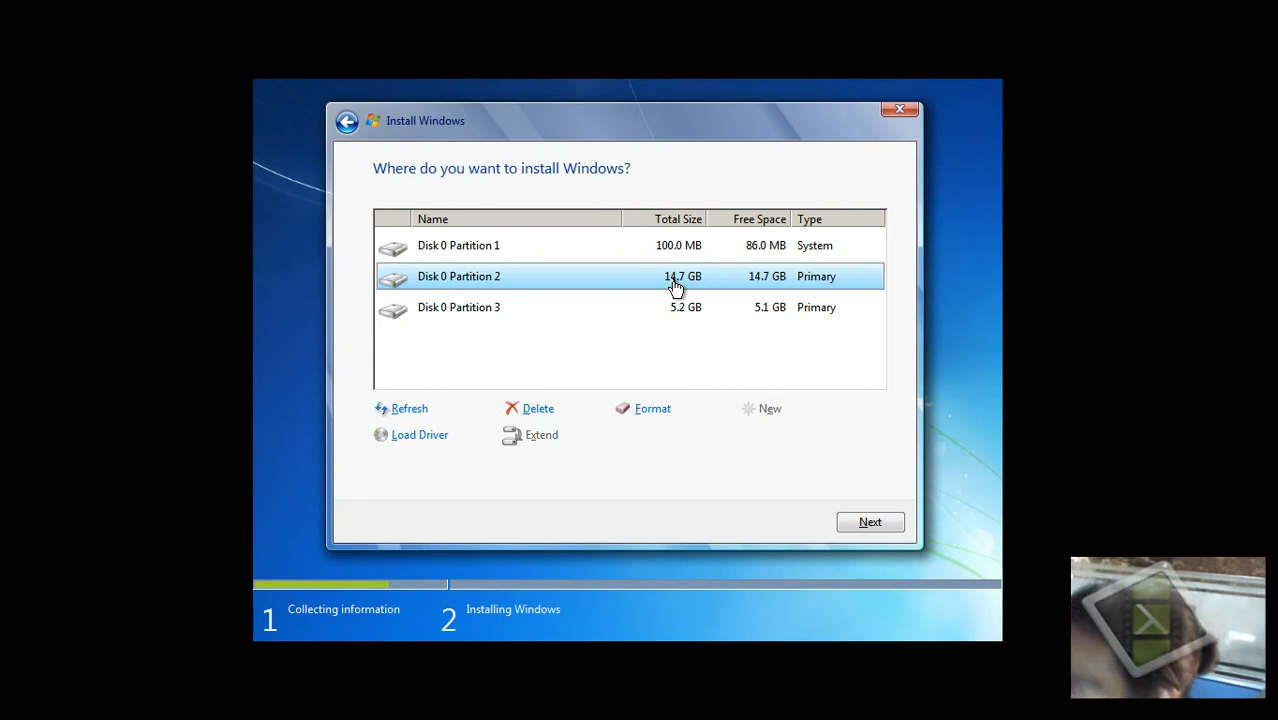 Install Windows
Where do you want to install Windows?
Name Total Size Free Space Type
Disk 0 Partition 1 100.0 MB 86.0 MB System
Disk 0 Partition 2 14.7 GB 14.7 GB Primary
Disk 0 Partition 3 5.2 GB 5.1 GB Primary
Refresh Delete Format New
Load Driver Extend
Next
1 Collecting information 2 Installing Windows